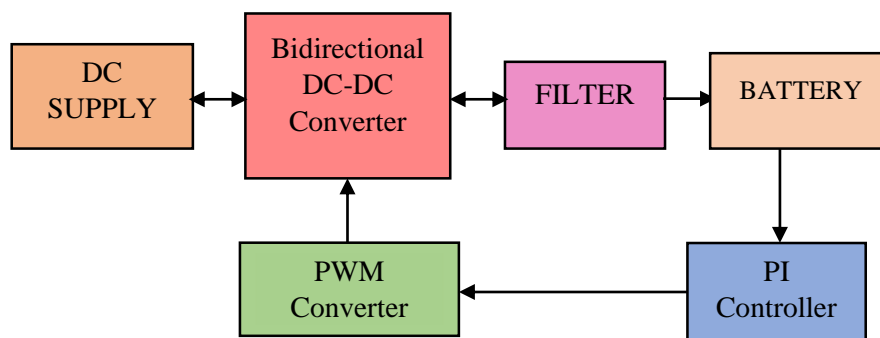 DC
SUPPLY
Bidirectional
DC-DC
Converter
FILTER
BATTERY
PWM
Converter
PI
Controller